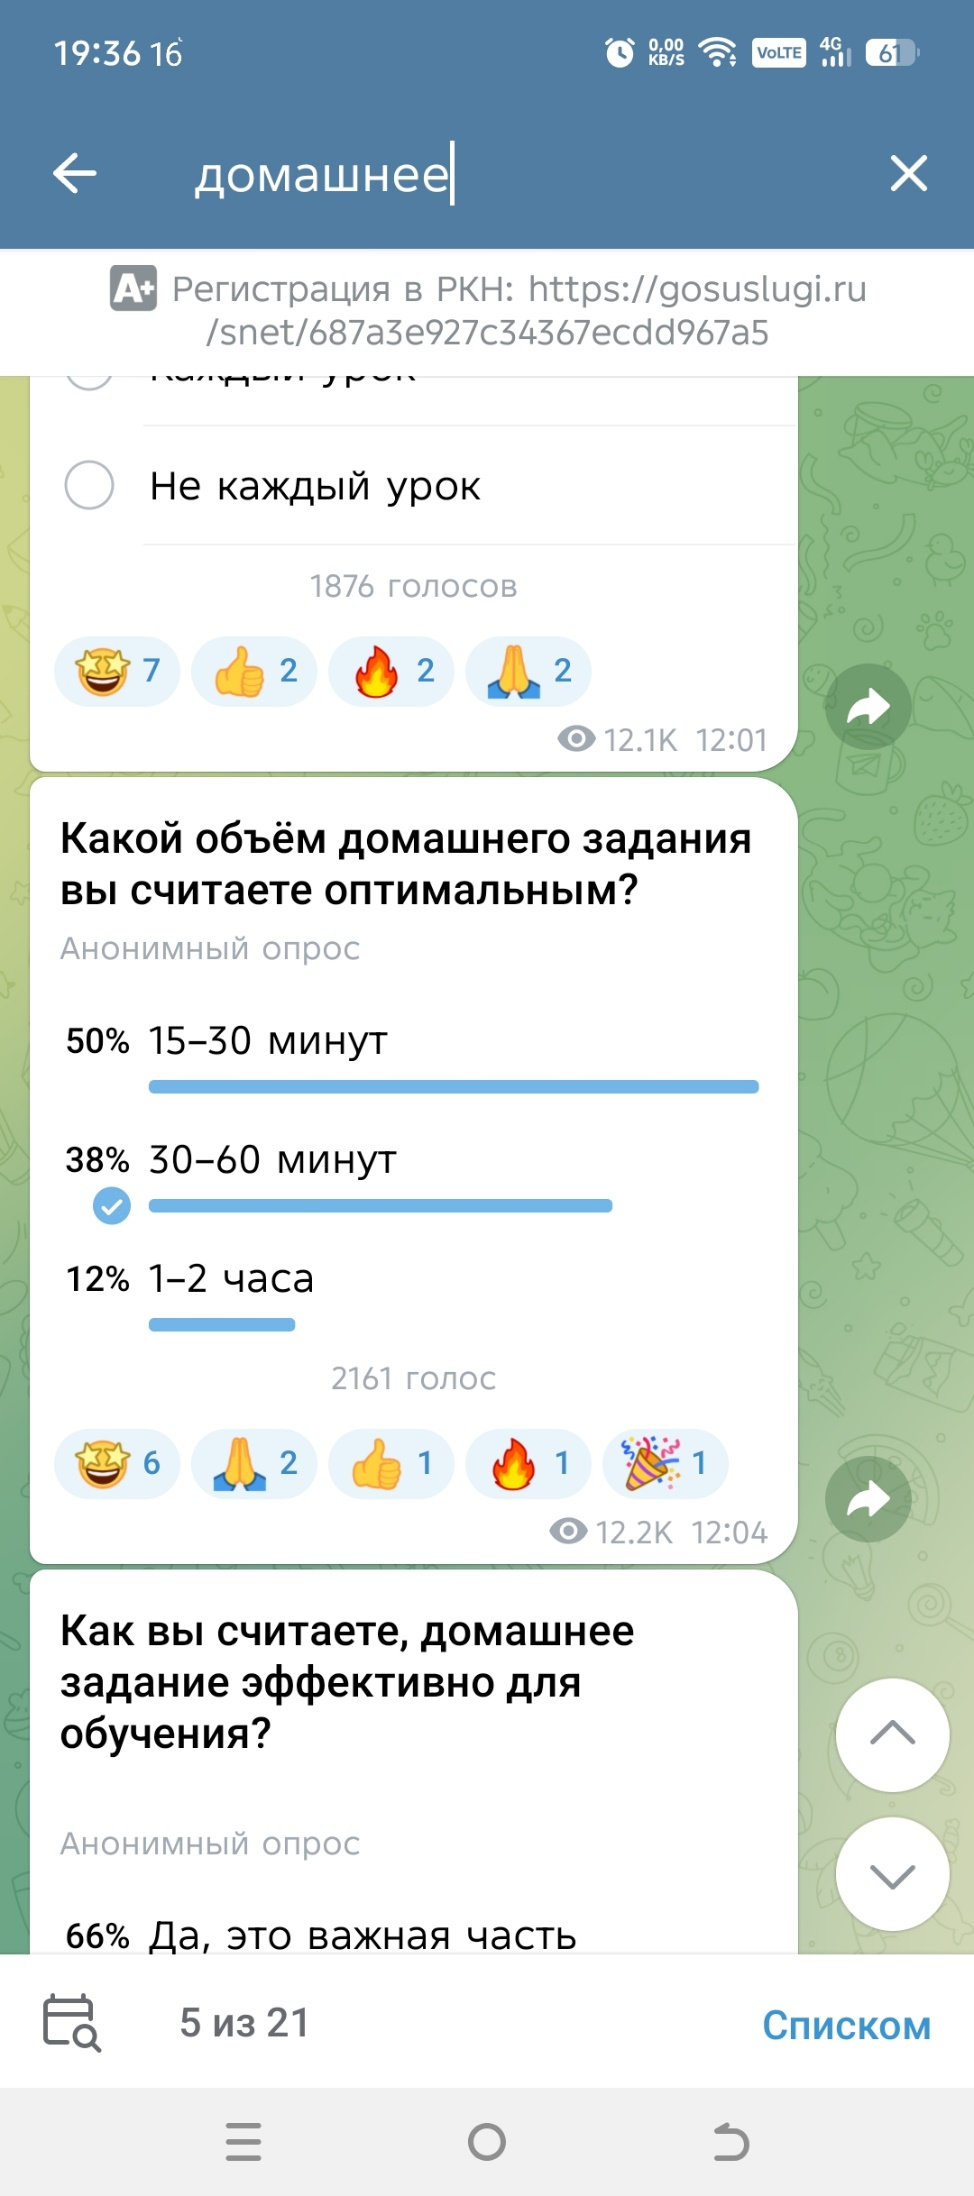 19:36 16
0,00
KB/S
VoLTE
4G
61
домашнее
A+ Регистрация в РКН: https://gosuslugi.ru
/snet/687a3e927c34367ecdd967a5
Каждый урок
Не каждый урок
1876 голосов
7
2
2
2
12.1K 12:01
Какой объём домашнего задания
вы считаете оптимальным?
Анонимный опрос
50% 15–30 минут
38% 30–60 минут
12% 1–2 часа
2161 голос
6
2
1
1
1
12.2K 12:04
Как вы считаете, домашнее
задание эффективно для
обучения?
Анонимный опрос
66% Да, это важная часть
5 из 21
Списком